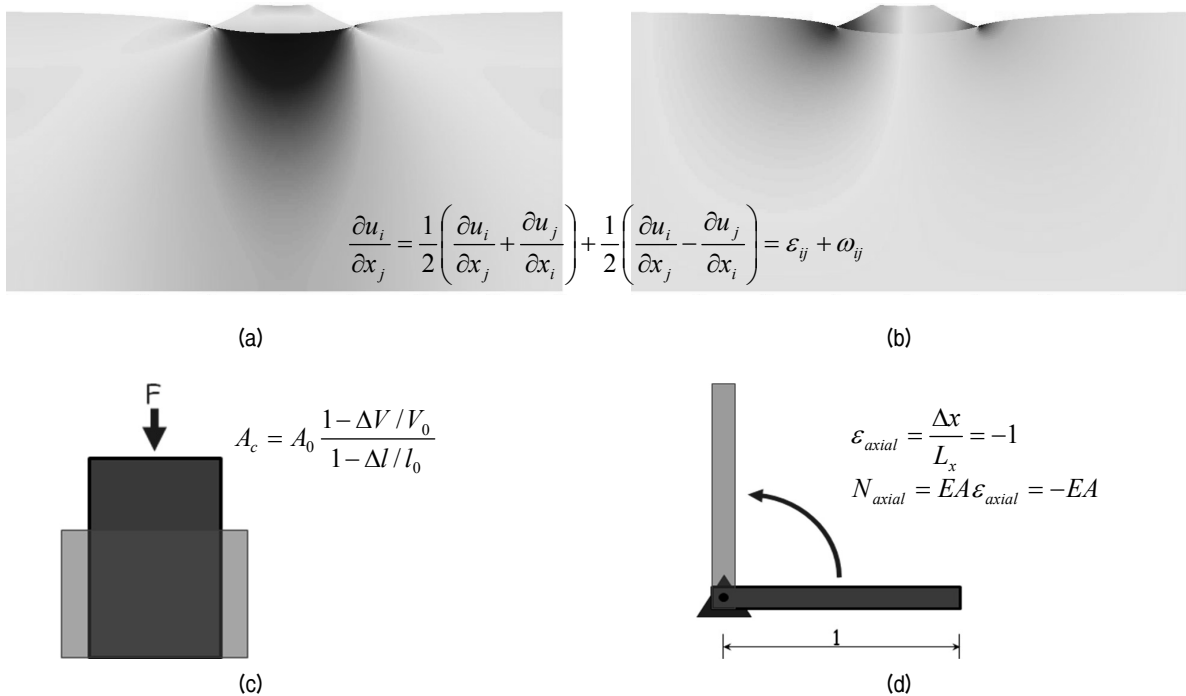 ∂u_i/∂x_j = 1/2 (∂u_i/∂x_j + ∂u_j/∂x_i) + 1/2 (∂u_i/∂x_j − ∂u_j/∂x_i) = ε_ij + ω_ij
(a)
(b)
F
A_c = A_0 (1 − ΔV / V_0)/(1 − Δl / l_0)
ε_axial = Δx/L_x = −1
N_axial = EAε_axial = −EA
1
(c)
(d)